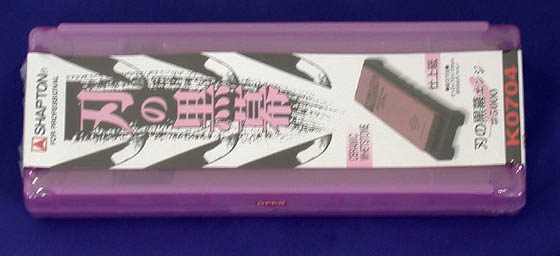 SHAPTON®
FOR PROFESSIONAL
刃の黒幕
CERAMIC
WHETSTONE
仕上砥
刃の黒幕エンジ
#5000
K0704
OPEN